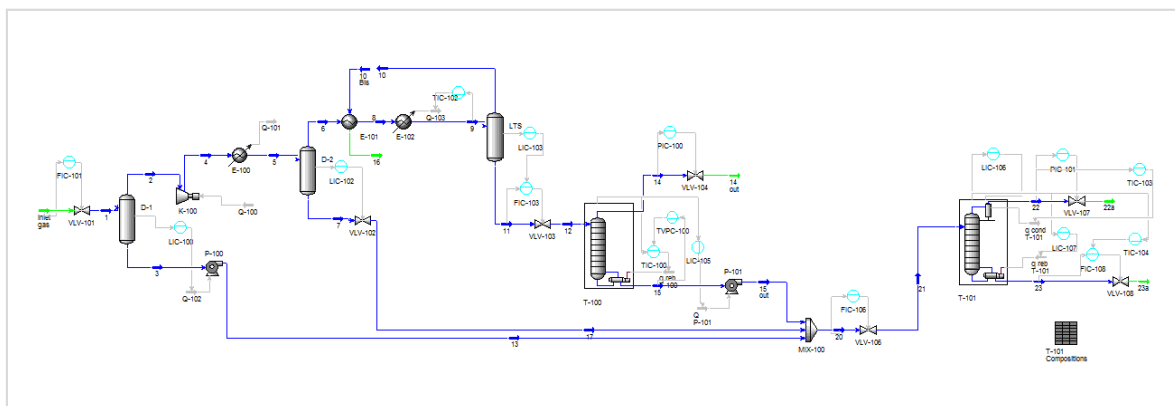 10
Bis
10
TIC-102
Q-103
Q-101
6
8
9
E-101
E-102
LTS
LIC-103
4
5
E-100
D-2
16
LIC-102
FIC-101
2
Inlet
gas
VLV-101
1
D-1
K-100
Q-100
LIC-100
7
VLV-102
FIC-103
11
VLV-103
12
3
P-100
Q-102
PIC-100
14
VLV-104
14
out
TVPC-100
TIC-100
LIC-105
q reb
T-100
15
P-101
15
out
Q
P-101
13
17
MIX-100
FIC-106
20
VLV-106
21
LIC-106
PIC-101
TIC-103
22
VLV-107
22a
q cond
T-101
LIC-107
TIC-104
q reb
T-101
FIC-108
23
VLV-108
23a
T-101
T-101
Compositions